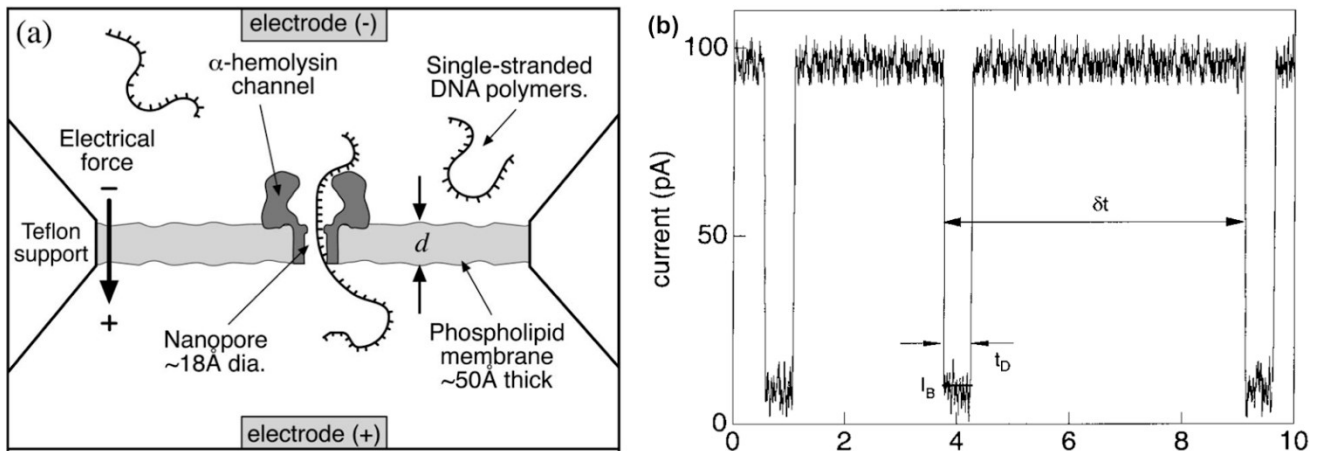 (a)
electrode (-)
α-hemolysin
channel
Single-stranded
DNA polymers.
Electrical
force
−
Teflon
support
d
+
Nanopore
~18Å dia.
Phospholipid
membrane
~50Å thick
electrode (+)
(b)
100
50
0
current (pA)
δt
t_D
I_B
0 2 4 6 8 10